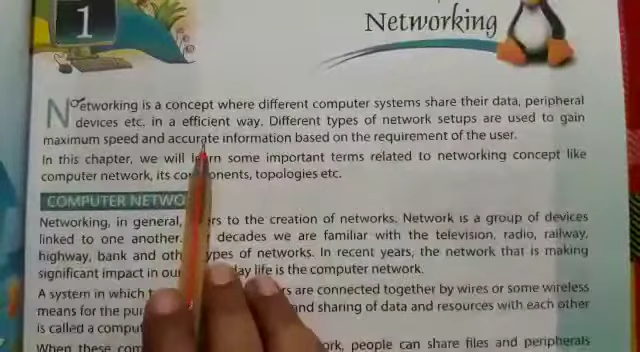 1
Networking
Networking is a concept where different computer systems share their data, peripheral
devices etc. in a efficient way. Different types of network setups are used to gain
maximum speed and accurate information based on the requirement of the user.
In this chapter, we will learn some important terms related to networking concept like
computer network, its co onents, topologies etc.
COMPUTER NETWO
Networking, in general, rs to the creation of networks. Network is a group of devices
linked to one another. decades we are familiar with the television, radio, railway,
highway, bank and oth ypes of networks. In recent years, the network that is making
significant impact in our day life is the computer network.
A system in which rs are connected together by wires or some wireless
means for the pu and sharing of data and resources with each other
is called a comput
When these com ork, people can share files and peripherals